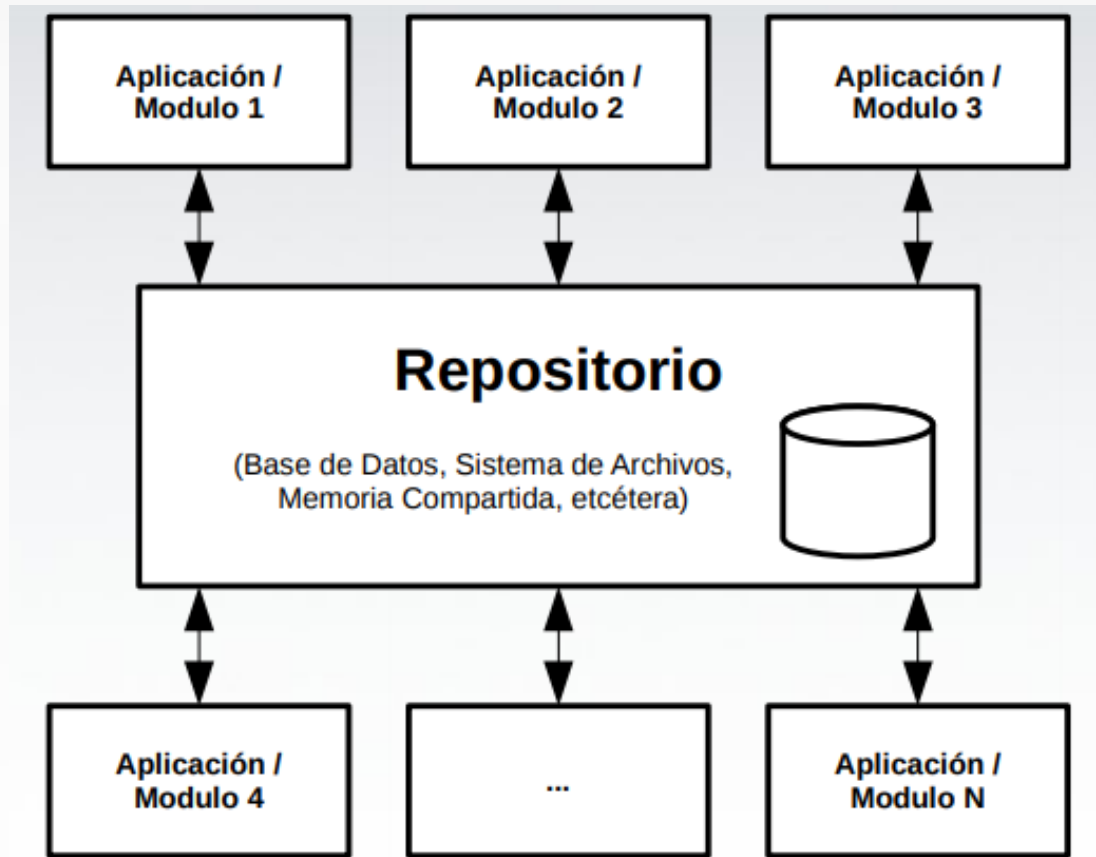 Aplicación /
Modulo 1
Aplicación /
Modulo 2
Aplicación /
Modulo 3
Repositorio
(Base de Datos, Sistema de Archivos,
Memoria Compartida, etcétera)
Aplicación /
Modulo 4
...
Aplicación /
Modulo N